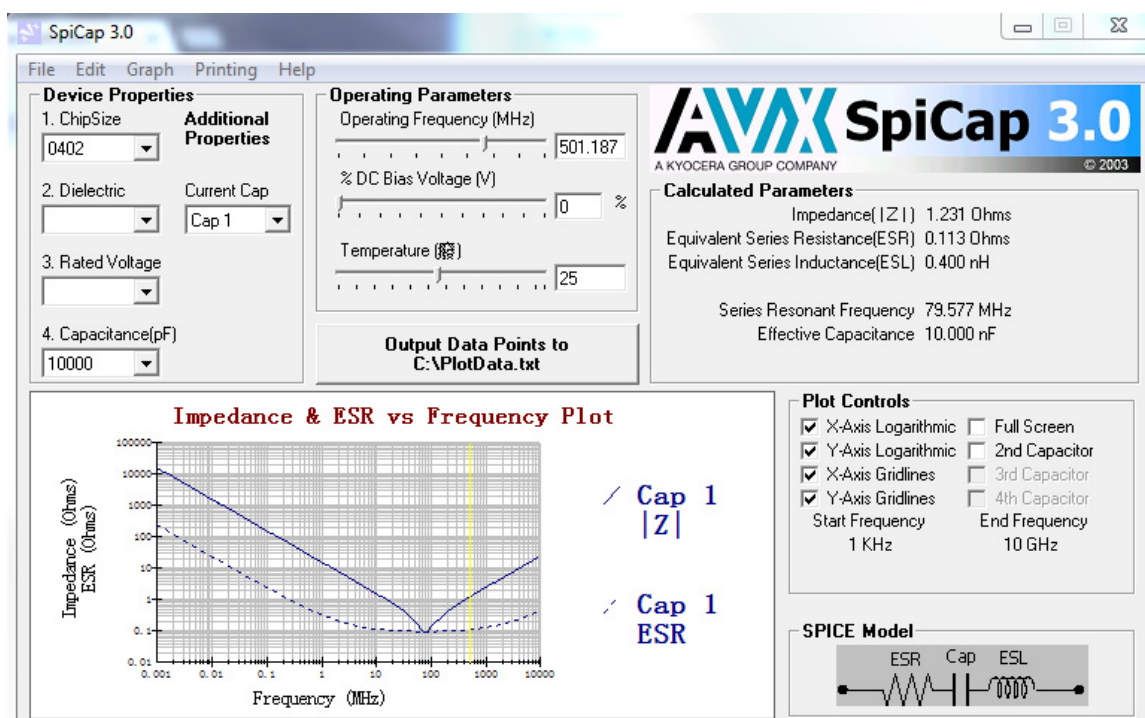 SpiCap 3.0
File Edit Graph Printing Help
Device Properties
1. ChipSize
Additional
Properties
0402
2. Dielectric
Current Cap
Cap 1
3. Rated Voltage
4. Capacitance(pF)
10000
Operating Parameters
Operating Frequency (MHz)
501.187
% DC Bias Voltage (V)
0 %
Temperature (癈)
25
Output Data Points to
C:\PlotData.txt
AVX SpiCap 3.0
A KYOCERA GROUP COMPANY
© 2003
Calculated Parameters
Impedance(|Z|) 1.231 Ohms
Equivalent Series Resistance(ESR) 0.113 Ohms
Equivalent Series Inductance(ESL) 0.400 nH
Series Resonant Frequency 79.577 MHz
Effective Capacitance 10.000 nF
Impedance & ESR vs Frequency Plot
Impedance (Ohms)
ESR (Ohms)
100000
10000
1000
100
10
1
0.1
0.01
0.001 0.01 0.1 1 10 100 1000 10000
Frequency (MHz)
Cap 1
|Z|
Cap 1
ESR
Plot Controls
X-Axis Logarithmic
Full Screen
Y-Axis Logarithmic
2nd Capacitor
X-Axis Gridlines
3rd Capacitor
Y-Axis Gridlines
4th Capacitor
Start Frequency
End Frequency
1 KHz
10 GHz
SPICE Model
ESR Cap ESL